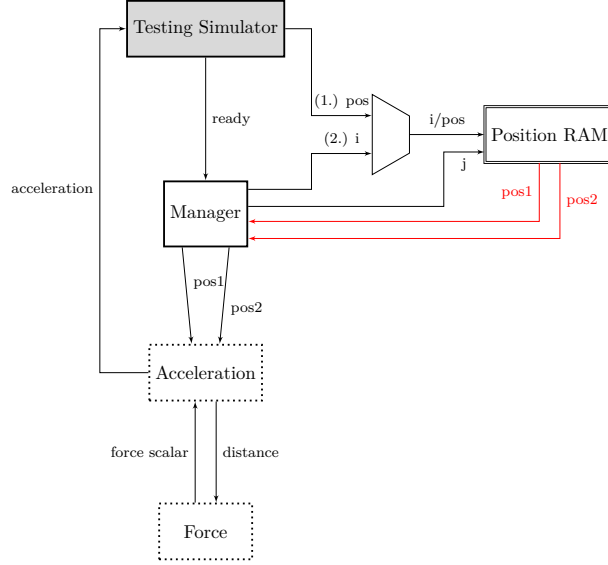 Testing Simulator
(1.) pos
ready
i/pos
(2.) i
Position RAM
j
acceleration
pos1
pos2
Manager
pos1
pos2
Acceleration
force scalar
distance
Force